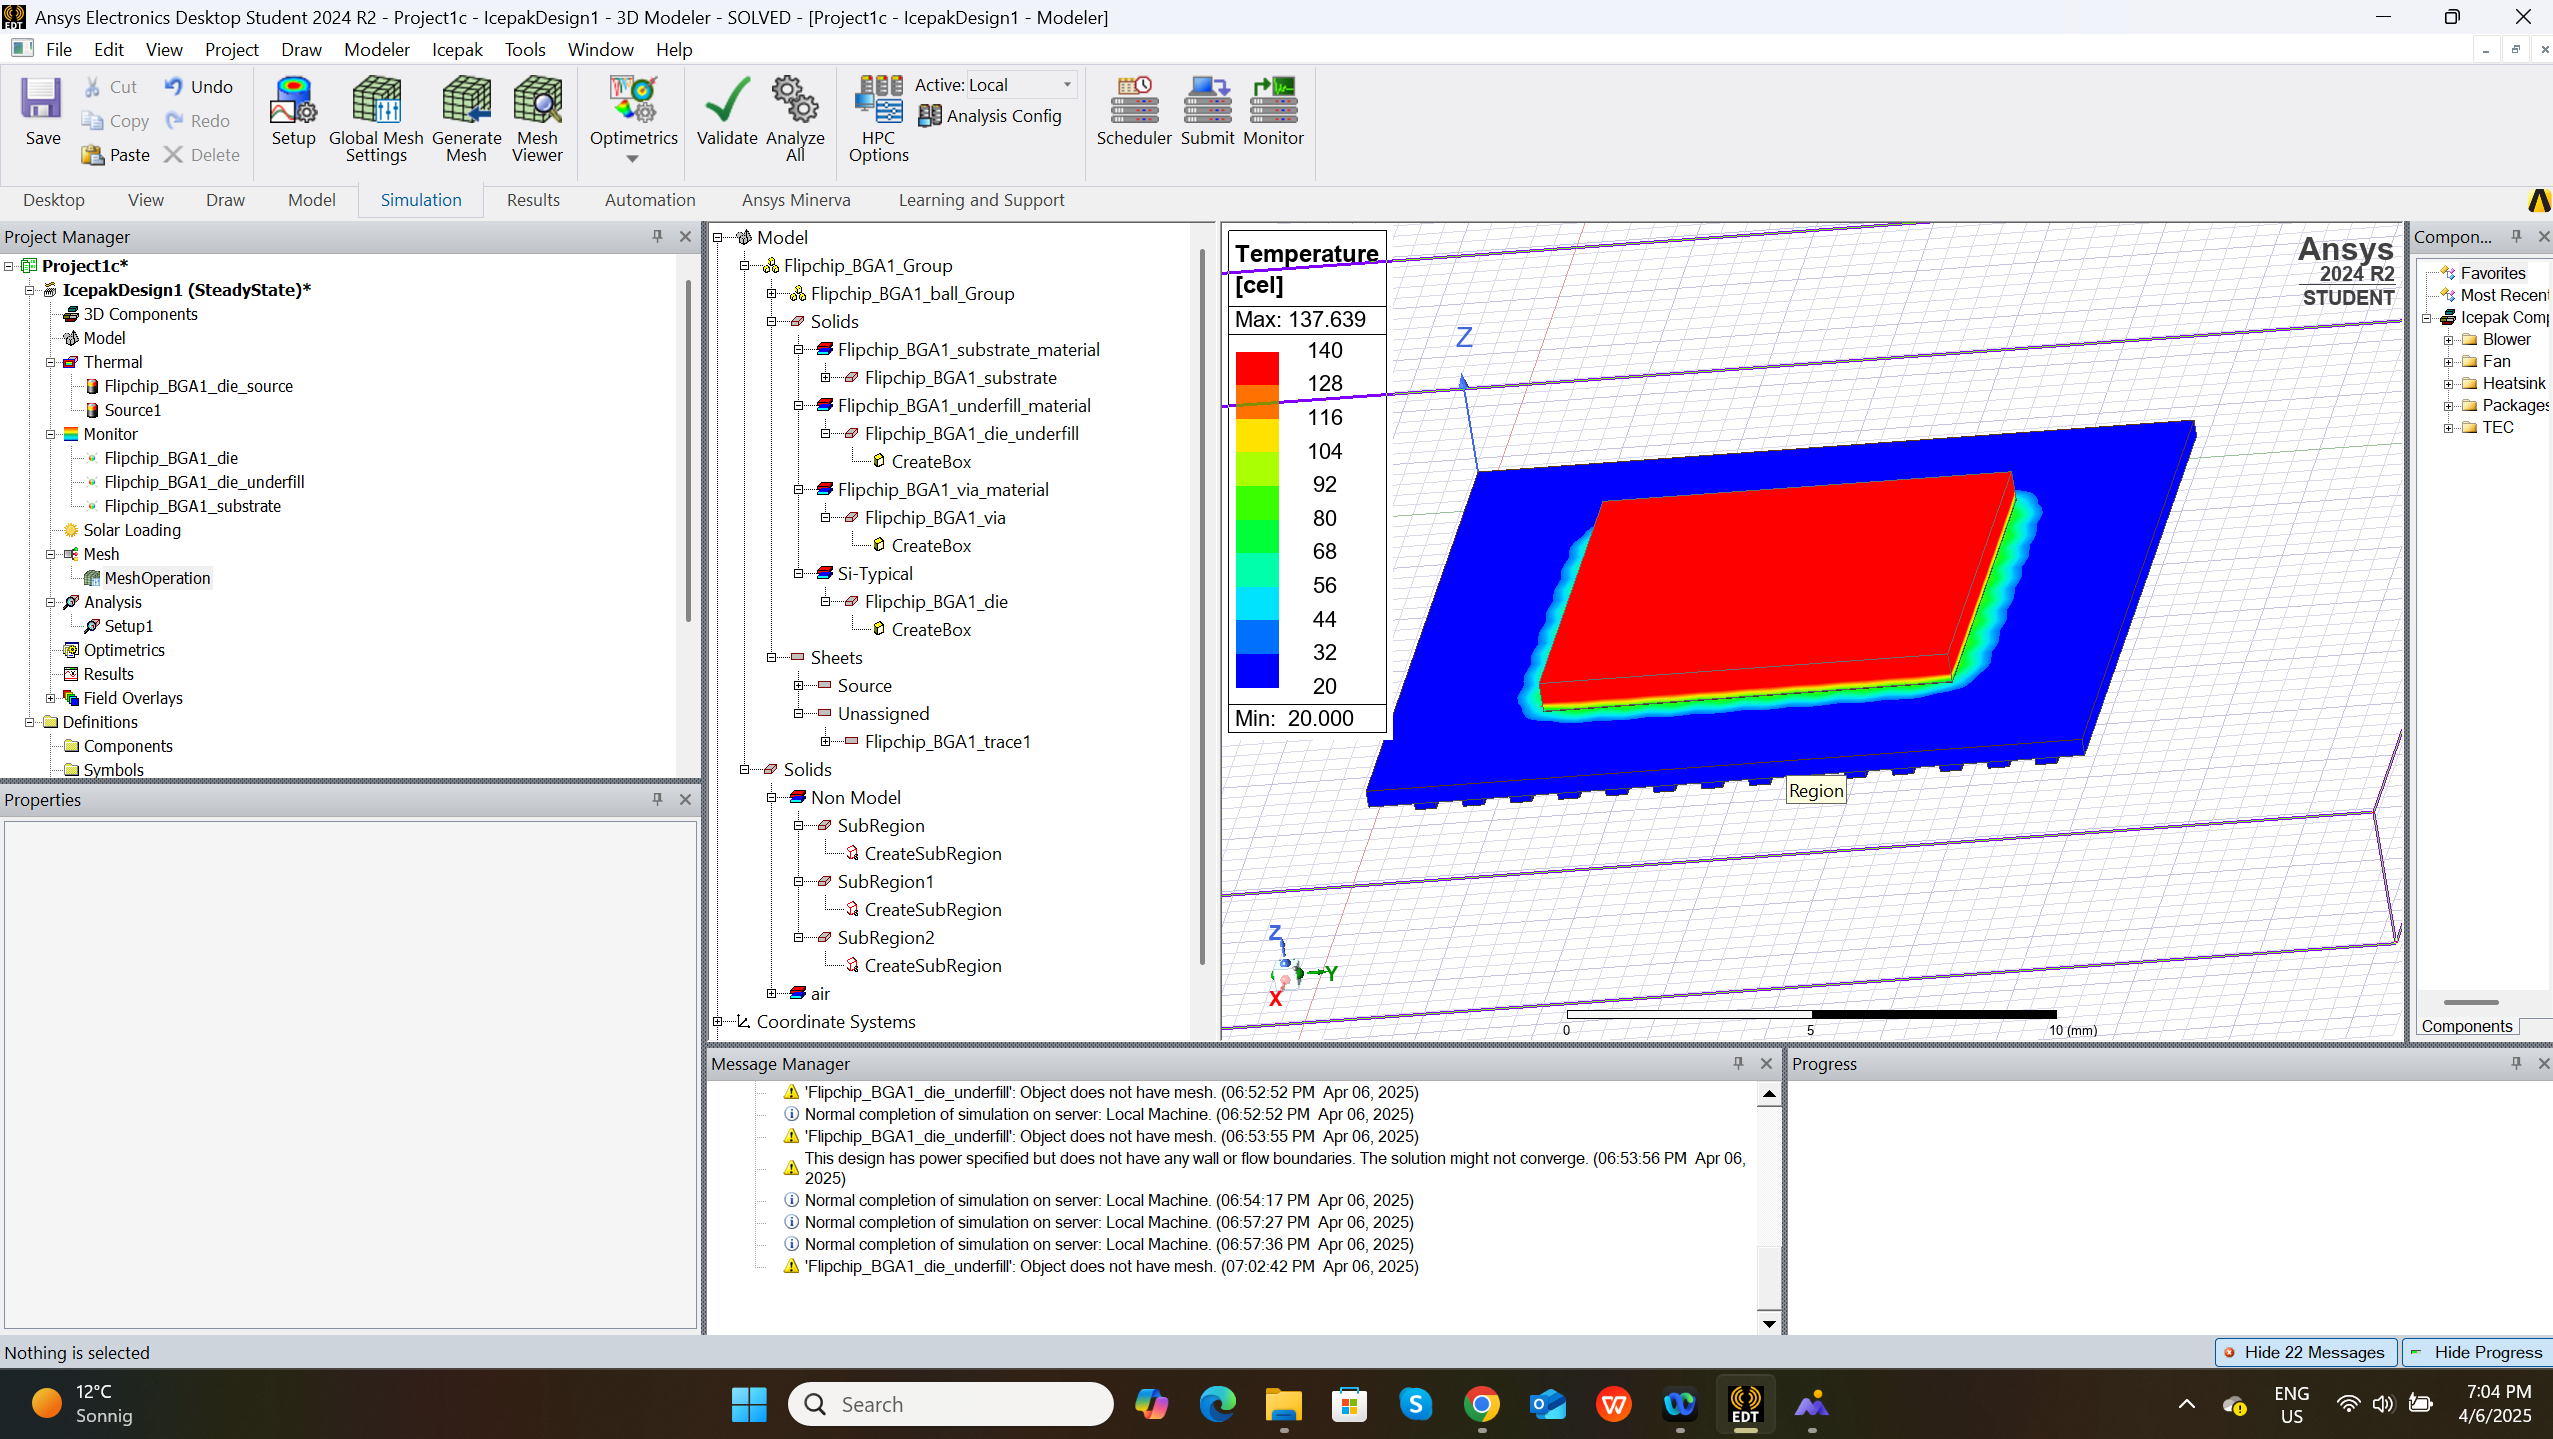 Ansys Electronics Desktop Student 2024 R2 - Project1c - IcepakDesign1 - 3D Modeler - SOLVED - [Project1c - IcepakDesign1 - Modeler]
File Edit View Project Draw Modeler Icepak Tools Window Help
Save
Cut
Copy
Paste
Undo
Redo
Delete
Setup
Global Mesh Settings
Generate Mesh
Mesh Viewer
Optimetrics
Validate
Analyze All
HPC Options
Active: Local
Analysis Config
Scheduler
Submit
Monitor
Desktop View Draw Model Simulation Results Automation Ansys Minerva Learning and Support
Project Manager
Project1c*
IcepakDesign1 (SteadyState)*
3D Components
Model
Thermal
Flipchip_BGA1_die_source
Source1
Monitor
Flipchip_BGA1_die
Flipchip_BGA1_die_underfill
Flipchip_BGA1_substrate
Solar Loading
Mesh
MeshOperation
Analysis
Setup1
Optimetrics
Results
Field Overlays
Definitions
Components
Symbols
Properties
Model
Flipchip_BGA1_Group
Flipchip_BGA1_ball_Group
Solids
Flipchip_BGA1_substrate_material
Flipchip_BGA1_substrate
Flipchip_BGA1_underfill_material
Flipchip_BGA1_die_underfill
CreateBox
Flipchip_BGA1_via_material
Flipchip_BGA1_via
CreateBox
Si-Typical
Flipchip_BGA1_die
CreateBox
Sheets
Source
Unassigned
Flipchip_BGA1_trace1
Solids
Non Model
SubRegion
CreateSubRegion
SubRegion1
CreateSubRegion
SubRegion2
CreateSubRegion
air
Coordinate Systems
Temperature
[cel]
Max: 137.639
140
128
116
104
92
80
68
56
44
32
20
Min: 20.000
Z
Ansys
2024 R2
STUDENT
Region
Z
Y
X
0 5 10 (mm)
Compon...
Favorites
Most Recent
Icepak Comp
Blower
Fan
Heatsink
Packages
TEC
Components
Message Manager
'Flipchip_BGA1_die_underfill': Object does not have mesh. (06:52:52 PM Apr 06, 2025)
Normal completion of simulation on server: Local Machine. (06:52:52 PM Apr 06, 2025)
'Flipchip_BGA1_die_underfill': Object does not have mesh. (06:53:55 PM Apr 06, 2025)
This design has power specified but does not have any wall or flow boundaries. The solution might not converge. (06:53:56 PM Apr 06,
2025)
Normal completion of simulation on server: Local Machine. (06:54:17 PM Apr 06, 2025)
Normal completion of simulation on server: Local Machine. (06:57:27 PM Apr 06, 2025)
Normal completion of simulation on server: Local Machine. (06:57:36 PM Apr 06, 2025)
'Flipchip_BGA1_die_underfill': Object does not have mesh. (07:02:42 PM Apr 06, 2025)
Progress
Nothing is selected
Hide 22 Messages
Hide Progress
12°C
Sonnig
Search
EDT
ENG
US
7:04 PM
4/6/2025